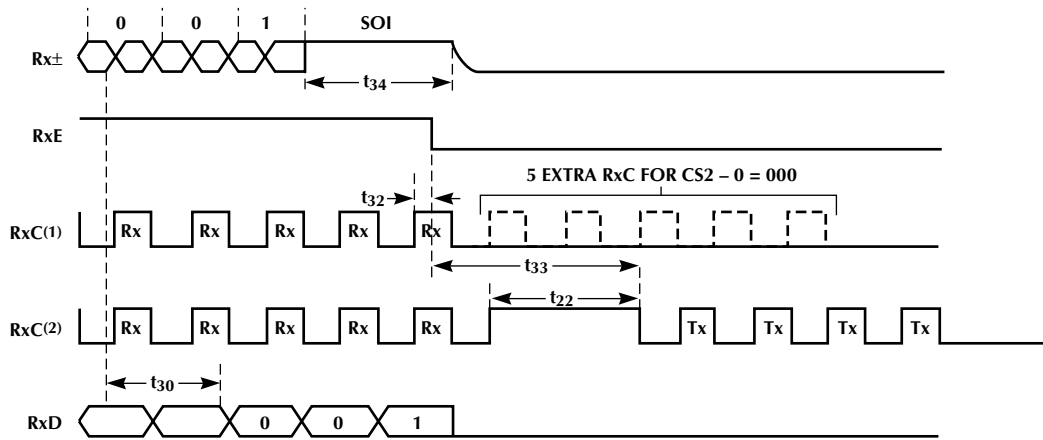 0 0 1 SOI
Rx±
t34
RxE
5 EXTRA RxC FOR CS2 – 0 = 000
t32
RxC(1) Rx Rx Rx Rx Rx
t33
t22
RxC(2) Rx Rx Rx Rx Rx Tx Tx Tx Tx
t30
RxD 0 0 1